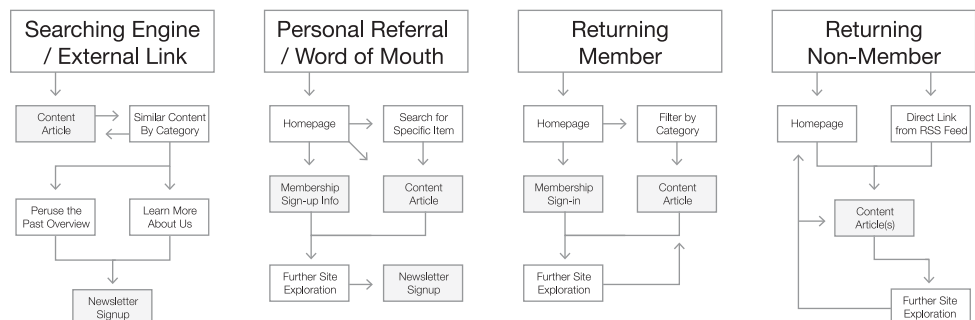 Searching Engine
/ External Link
Content
Article
Similar Content
By Category
Peruse the
Past Overview
Learn More
About Us
Newsletter
Signup
Personal Referral
/ Word of Mouth
Homepage
Search for
Specific Item
Membership
Sign-up Info
Content
Article
Further Site
Exploration
Newsletter
Signup
Returning
Member
Homepage
Filter by
Category
Membership
Sign-in
Content
Article
Further Site
Exploration
Returning
Non-Member
Homepage
Direct Link
from RSS Feed
Content
Article(s)
Further Site
Exploration